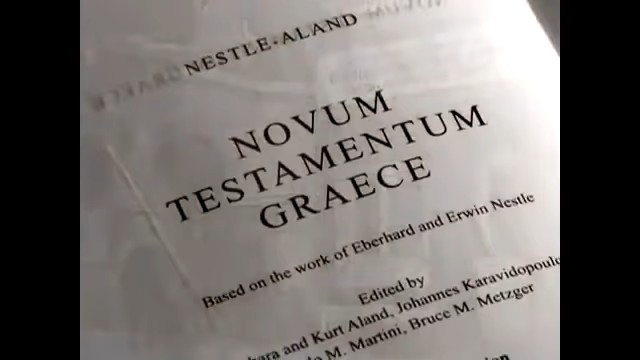 NESTLE-ALAND
NOVUM
TESTAMENTUM
GRAECE
Based on the work of Eberhard and Erwin Nestle
Edited by
and Kurt Aland, Johannes
M. Martini, Bruce M. Metzger